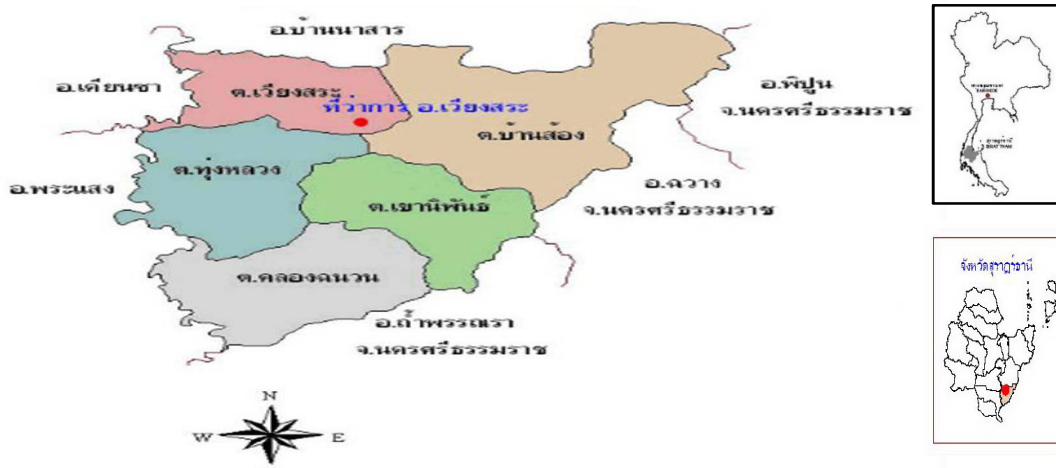 อ.บ้านนาสาร
อ.เคียนซา
ต.เวียงสระ
อ.พิปูน
จ.นครศรีธรรมราช
ที่ว่าการ อ.เวียงสระ
ต.บ้านส้อง
ต.ทุ่งหลวง
อ.พระแสง
อ.ฉวาง
จ.นครศรีธรรมราช
ต.เขานิพันธ์
ต.คลองฉนวน
อ.ถ้ำพรรณรา
จ.นครศรีธรรมราช
N
W E
S
จังหวัดสุราษฎร์ธานี